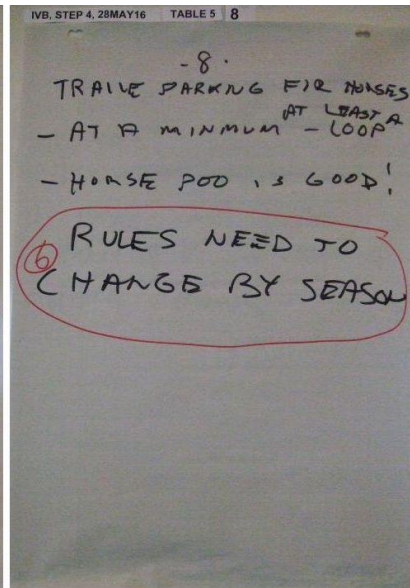 IVB, STEP 4, 28MAY16 TABLE 5 8
- 8 .
TRAILE PARKING FOR HORSES
- AT A MINMUM - AT LEAST A LOOP
- HORSE POO IS GOOD!
6 RULES NEED TO
CHANGE BY SEASON